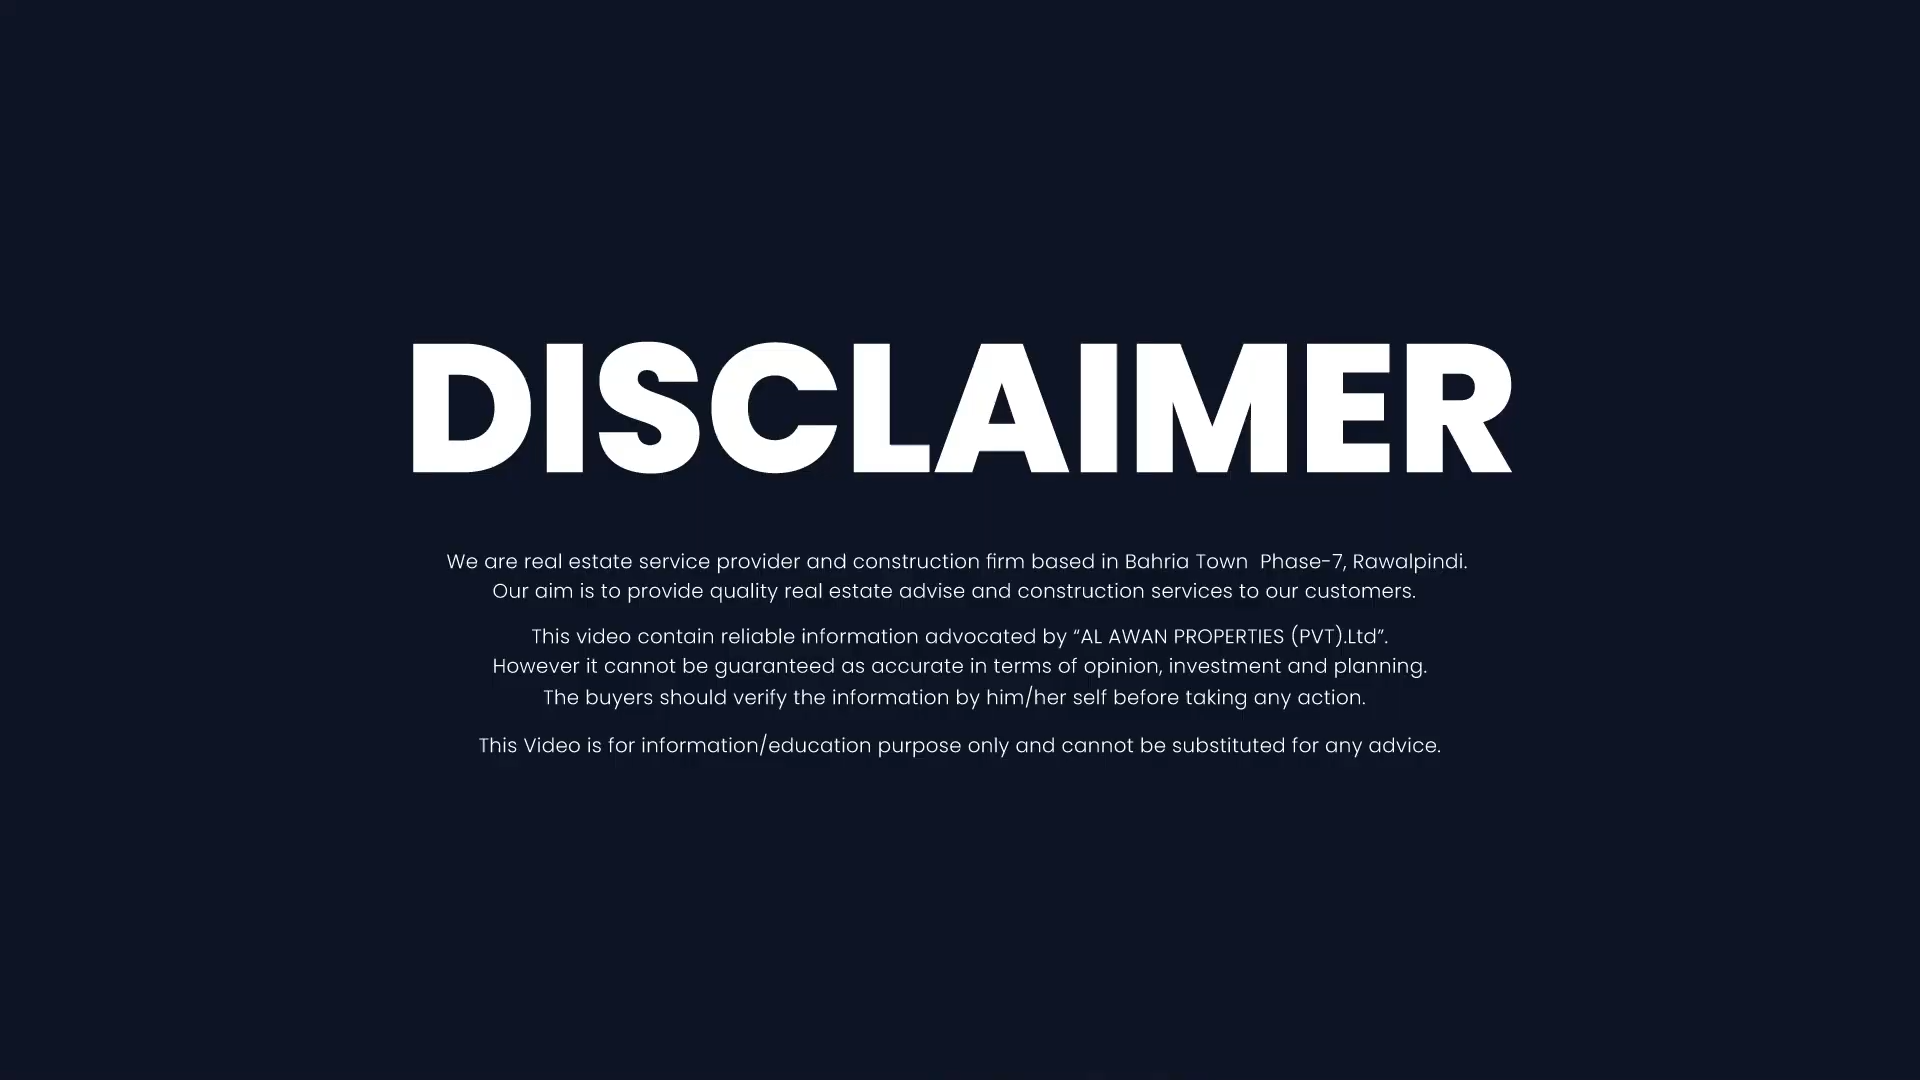 DISCLAIMER
We are real estate service provider and construction firm based in Bahria Town  Phase-7, Rawalpindi.
Our aim is to provide quality real estate advise and construction services to our customers.
This video contain reliable information advocated by “AL AWAN PROPERTIES (PVT).Ltd”.
However it cannot be guaranteed as accurate in terms of opinion, investment and planning.
The buyers should verify the information by him/her self before taking any action.
This Video is for information/education purpose only and cannot be substituted for any advice.